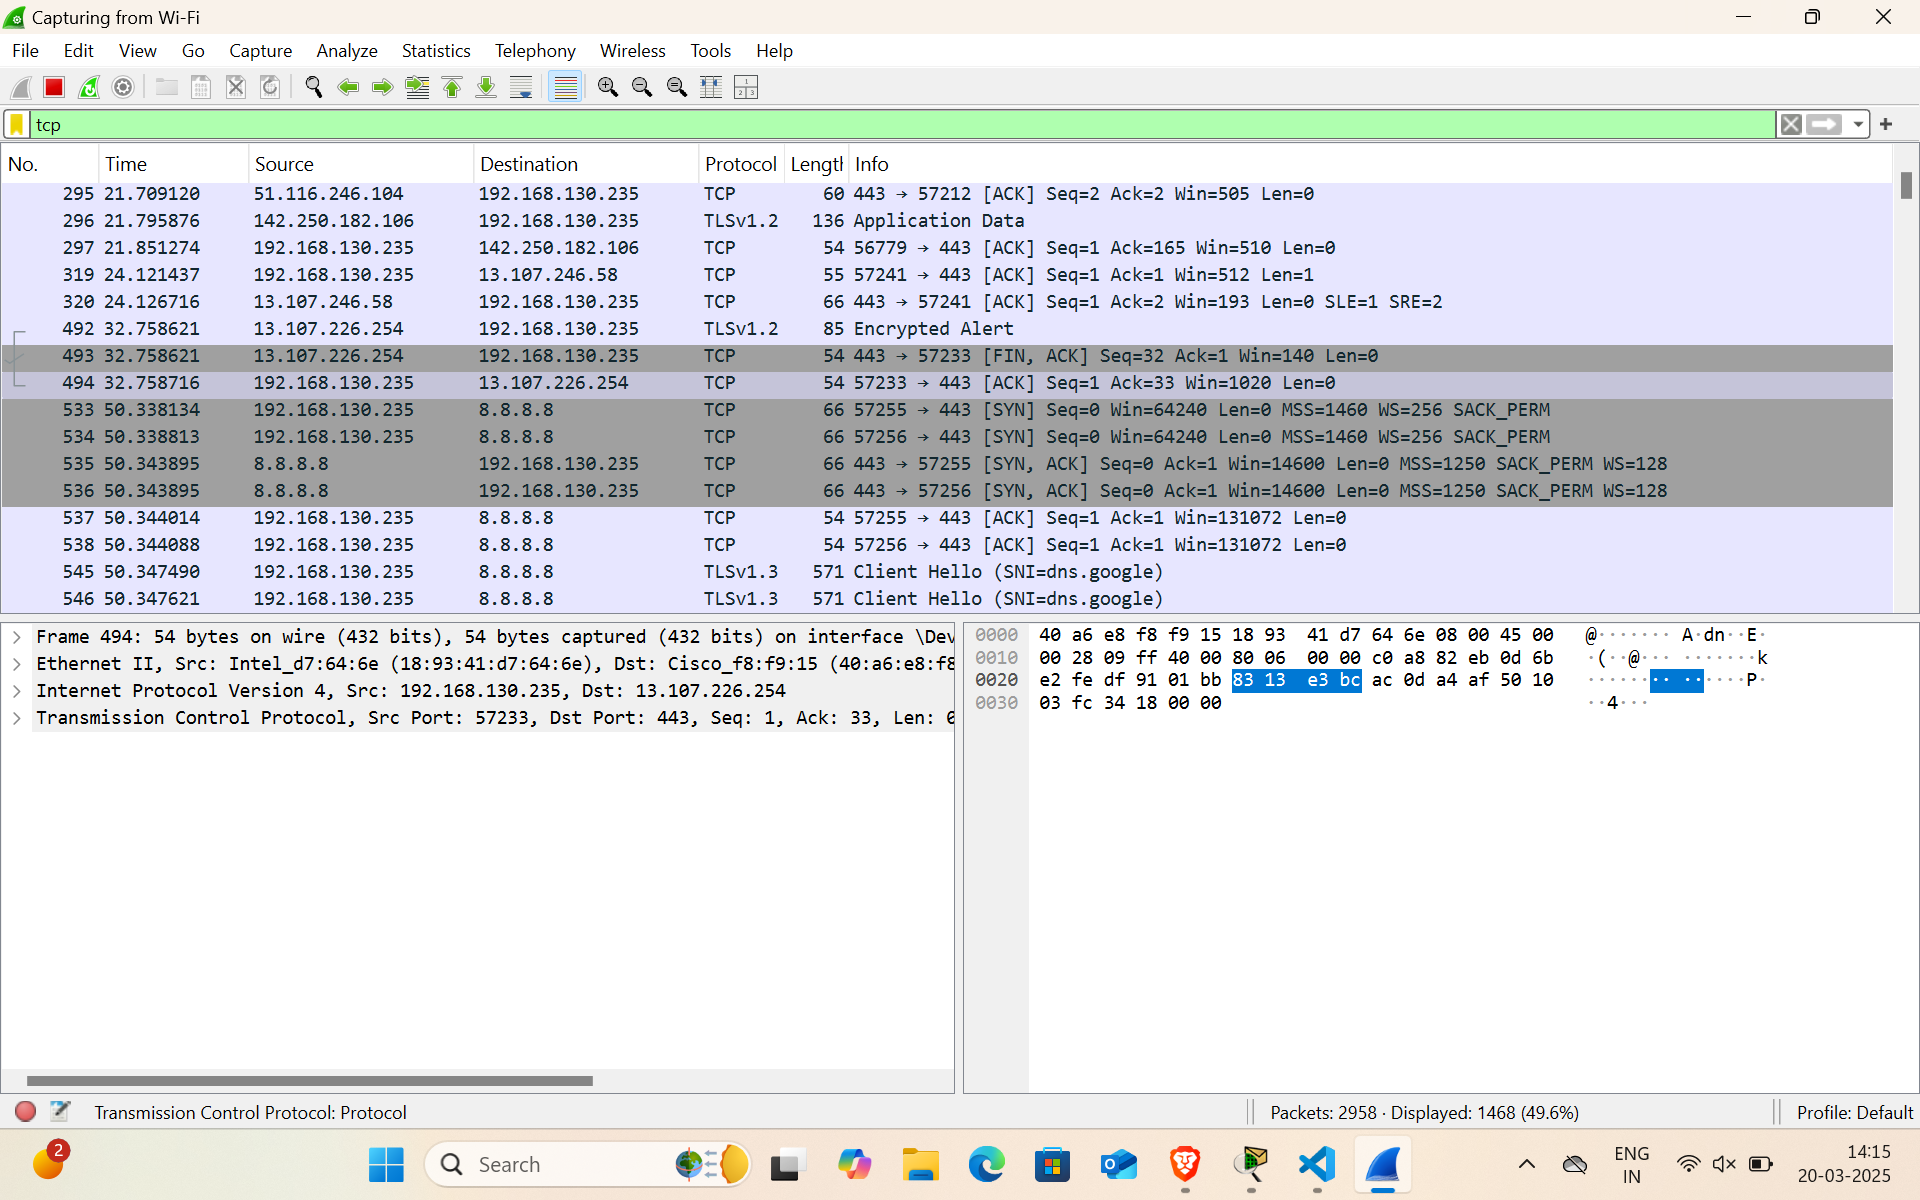 Capturing from Wi-Fi
File Edit View Go Capture Analyze Statistics Telephony Wireless Tools Help
tcp
No. Time Source Destination Protocol Length Info
295 21.709120 51.116.246.104 192.168.130.235 TCP 60 443 → 57212 [ACK] Seq=2 Ack=2 Win=505 Len=0
296 21.795876 142.250.182.106 192.168.130.235 TLSv1.2 136 Application Data
297 21.851274 192.168.130.235 142.250.182.106 TCP 54 56779 → 443 [ACK] Seq=1 Ack=165 Win=510 Len=0
319 24.121437 192.168.130.235 13.107.246.58 TCP 55 57241 → 443 [ACK] Seq=1 Ack=1 Win=512 Len=1
320 24.126716 13.107.246.58 192.168.130.235 TCP 66 443 → 57241 [ACK] Seq=1 Ack=2 Win=193 Len=0 SLE=1 SRE=2
492 32.758621 13.107.226.254 192.168.130.235 TLSv1.2 85 Encrypted Alert
493 32.758621 13.107.226.254 192.168.130.235 TCP 54 443 → 57233 [FIN, ACK] Seq=32 Ack=1 Win=140 Len=0
494 32.758716 192.168.130.235 13.107.226.254 TCP 54 57233 → 443 [ACK] Seq=1 Ack=33 Win=1020 Len=0
533 50.338134 192.168.130.235 8.8.8.8 TCP 66 57255 → 443 [SYN] Seq=0 Win=64240 Len=0 MSS=1460 WS=256 SACK_PERM
534 50.338813 192.168.130.235 8.8.8.8 TCP 66 57256 → 443 [SYN] Seq=0 Win=64240 Len=0 MSS=1460 WS=256 SACK_PERM
535 50.343895 8.8.8.8 192.168.130.235 TCP 66 443 → 57255 [SYN, ACK] Seq=0 Ack=1 Win=14600 Len=0 MSS=1250 SACK_PERM WS=128
536 50.343895 8.8.8.8 192.168.130.235 TCP 66 443 → 57256 [SYN, ACK] Seq=0 Ack=1 Win=14600 Len=0 MSS=1250 SACK_PERM WS=128
537 50.344014 192.168.130.235 8.8.8.8 TCP 54 57255 → 443 [ACK] Seq=1 Ack=1 Win=131072 Len=0
538 50.344088 192.168.130.235 8.8.8.8 TCP 54 57256 → 443 [ACK] Seq=1 Ack=1 Win=131072 Len=0
545 50.347490 192.168.130.235 8.8.8.8 TLSv1.3 571 Client Hello (SNI=dns.google)
546 50.347621 192.168.130.235 8.8.8.8 TLSv1.3 571 Client Hello (SNI=dns.google)
Frame 494: 54 bytes on wire (432 bits), 54 bytes captured (432 bits) on interface \Dev
Ethernet II, Src: Intel_d7:64:6e (18:93:41:d7:64:6e), Dst: Cisco_f8:f9:15 (40:a6:e8:f8
Internet Protocol Version 4, Src: 192.168.130.235, Dst: 13.107.226.254
Transmission Control Protocol, Src Port: 57233, Dst Port: 443, Seq: 1, Ack: 33, Len: 0
0000 40 a6 e8 f8 f9 15 18 93 41 d7 64 6e 08 00 45 00 @······· A·dn··E·
0010 00 28 09 ff 40 00 80 06 00 00 c0 a8 82 eb 0d 6b ·(··@··· ·······k
0020 e2 fe df 91 01 bb 83 13 e3 bc ac 0d a4 af 50 10 ········ ······P·
0030 03 fc 34 18 00 00 ··4···
Transmission Control Protocol: Protocol
Packets: 2958 · Displayed: 1468 (49.6%)
Profile: Default
2
Search
ENG
IN
14:15
20-03-2025